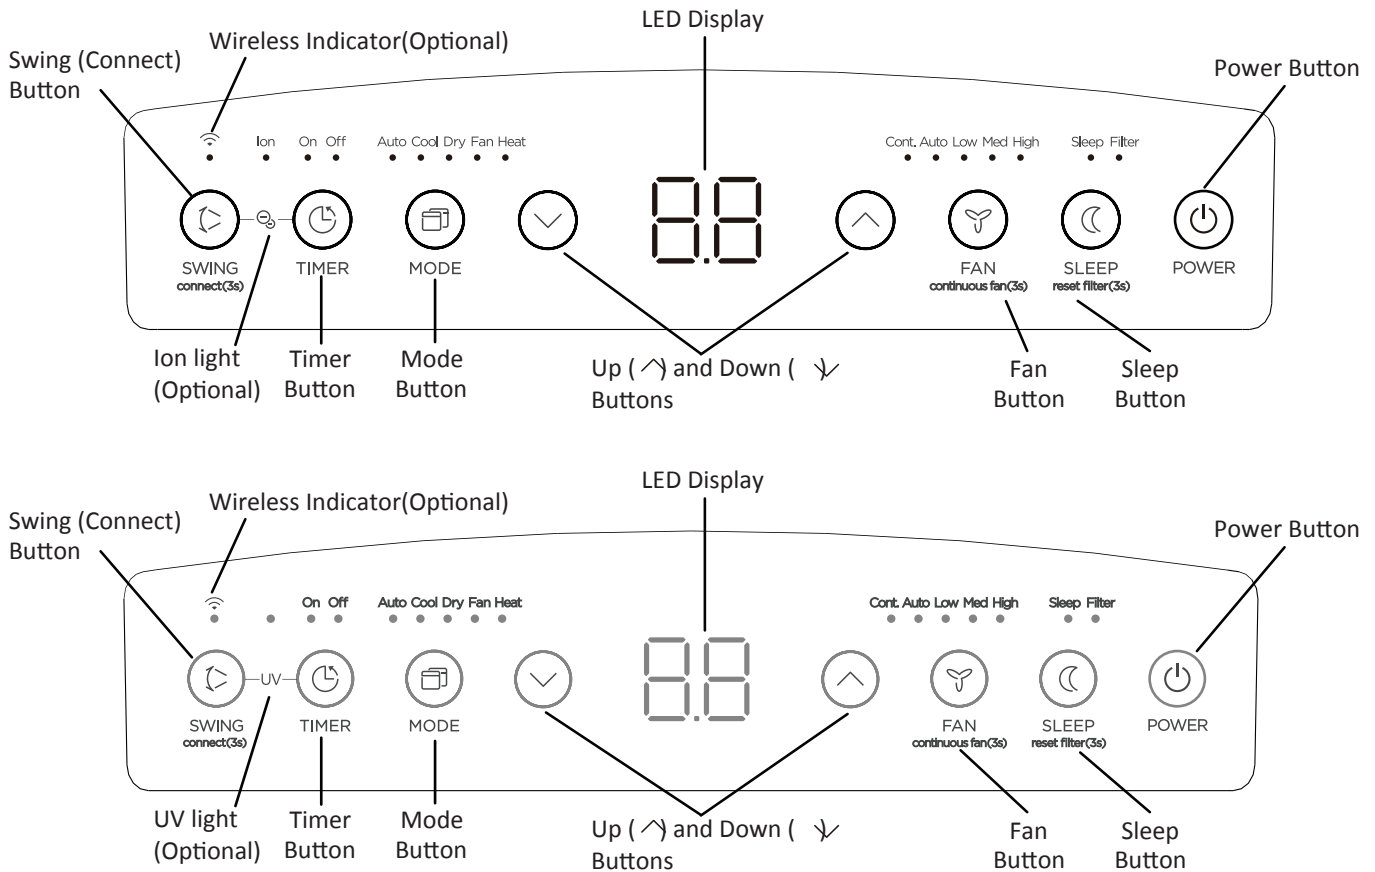 LED Display
Wireless Indicator(Optional)
Swing (Connect)
Button
Power Button
Ion On Off Auto Cool Dry Fan Heat Cont. Auto Low Med High Sleep Filter
SWING TIMER MODE FAN SLEEP POWER
connect(3s) continuous fan(3s) reset filter(3s)
Ion light Timer Mode Up ( ) and Down ( ) Fan Sleep
(Optional) Button Button Buttons Button Button
LED Display
Wireless Indicator(Optional)
Swing (Connect)
Button
Power Button
On Off Auto Cool Dry Fan Heat Cont. Auto Low Med High Sleep Filter
UV
SWING TIMER MODE FAN SLEEP POWER
connect(3s) continuous fan(3s) reset filter(3s)
UV light Timer Mode Up ( ) and Down ( ) Fan Sleep
(Optional) Button Button Buttons Button Button